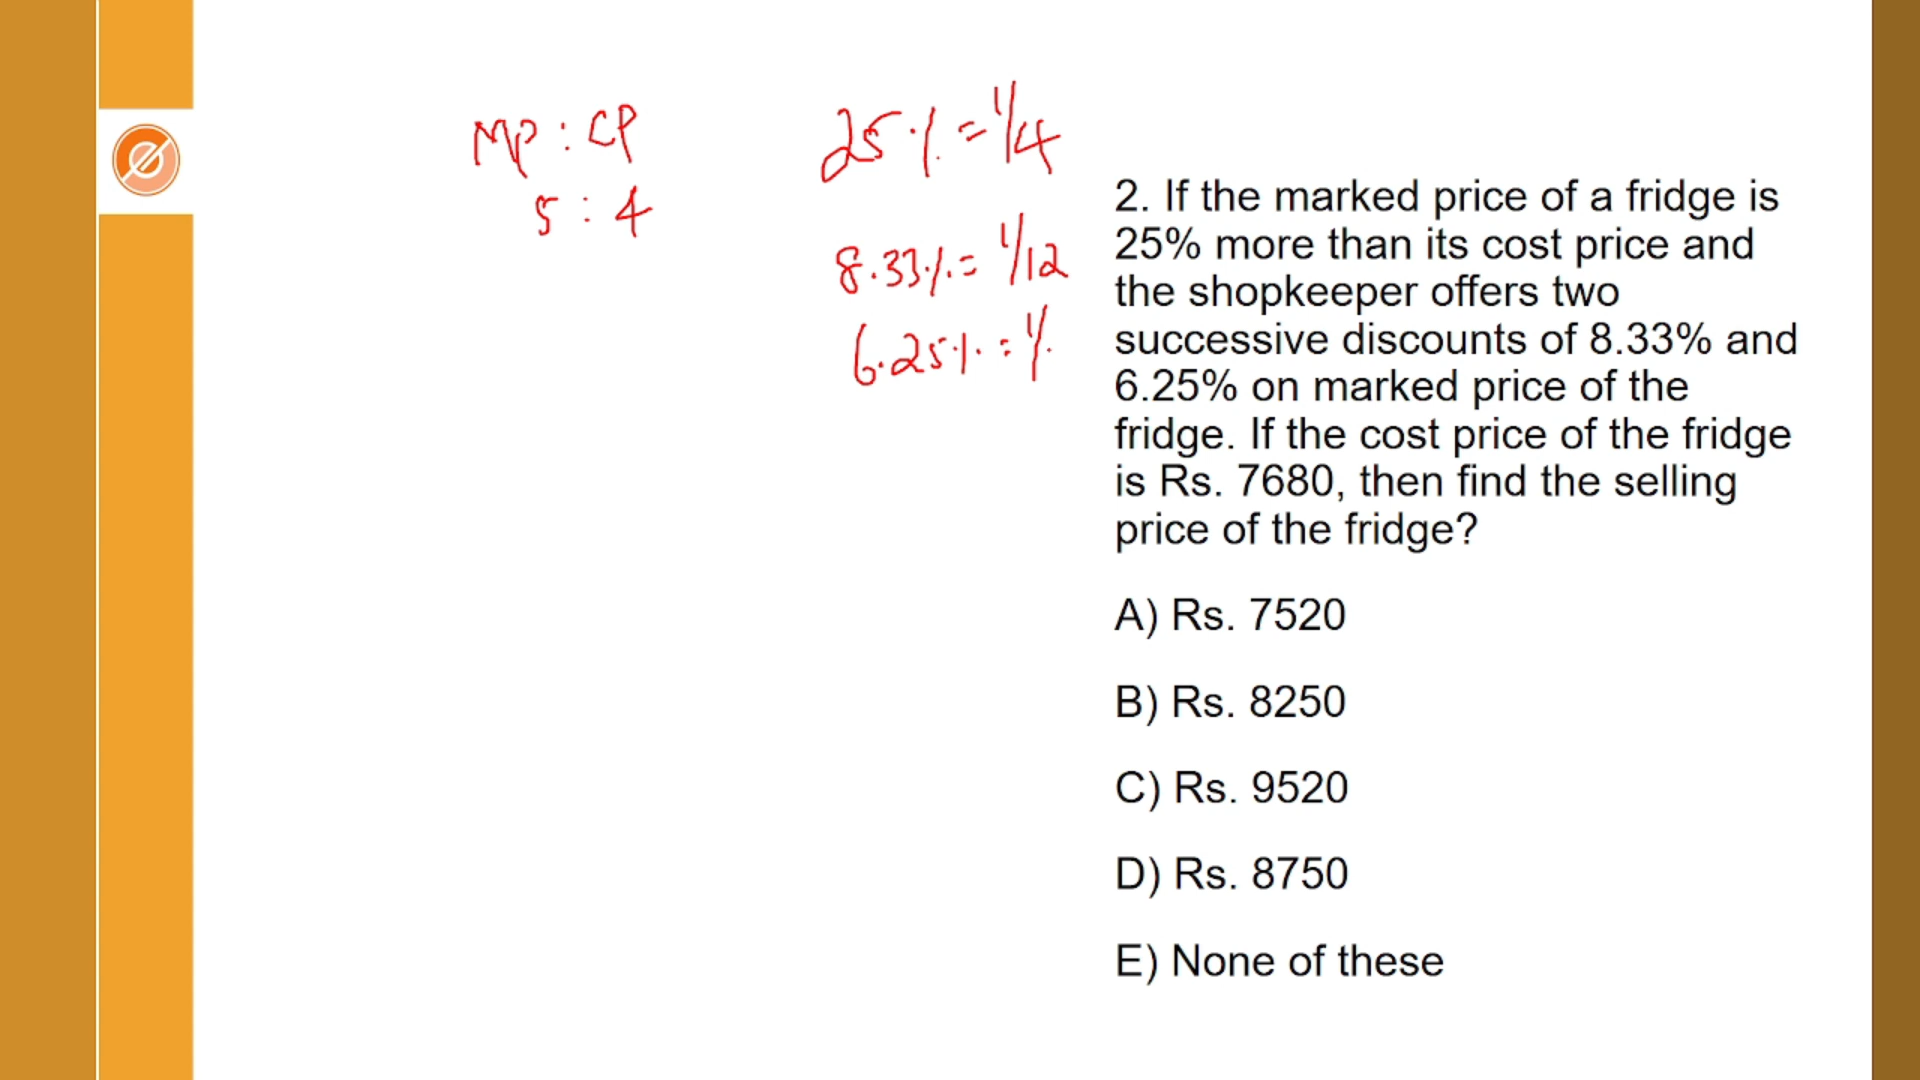 MP : CP
5 : 4
25% = 1/4
8.33% = 1/12
6.25% = 1/
2. If the marked price of a fridge is
25% more than its cost price and
the shopkeeper offers two
successive discounts of 8.33% and
6.25% on marked price of the
fridge. If the cost price of the fridge
is Rs. 7680, then find the selling
price of the fridge?
A) Rs. 7520
B) Rs. 8250
C) Rs. 9520
D) Rs. 8750
E) None of these